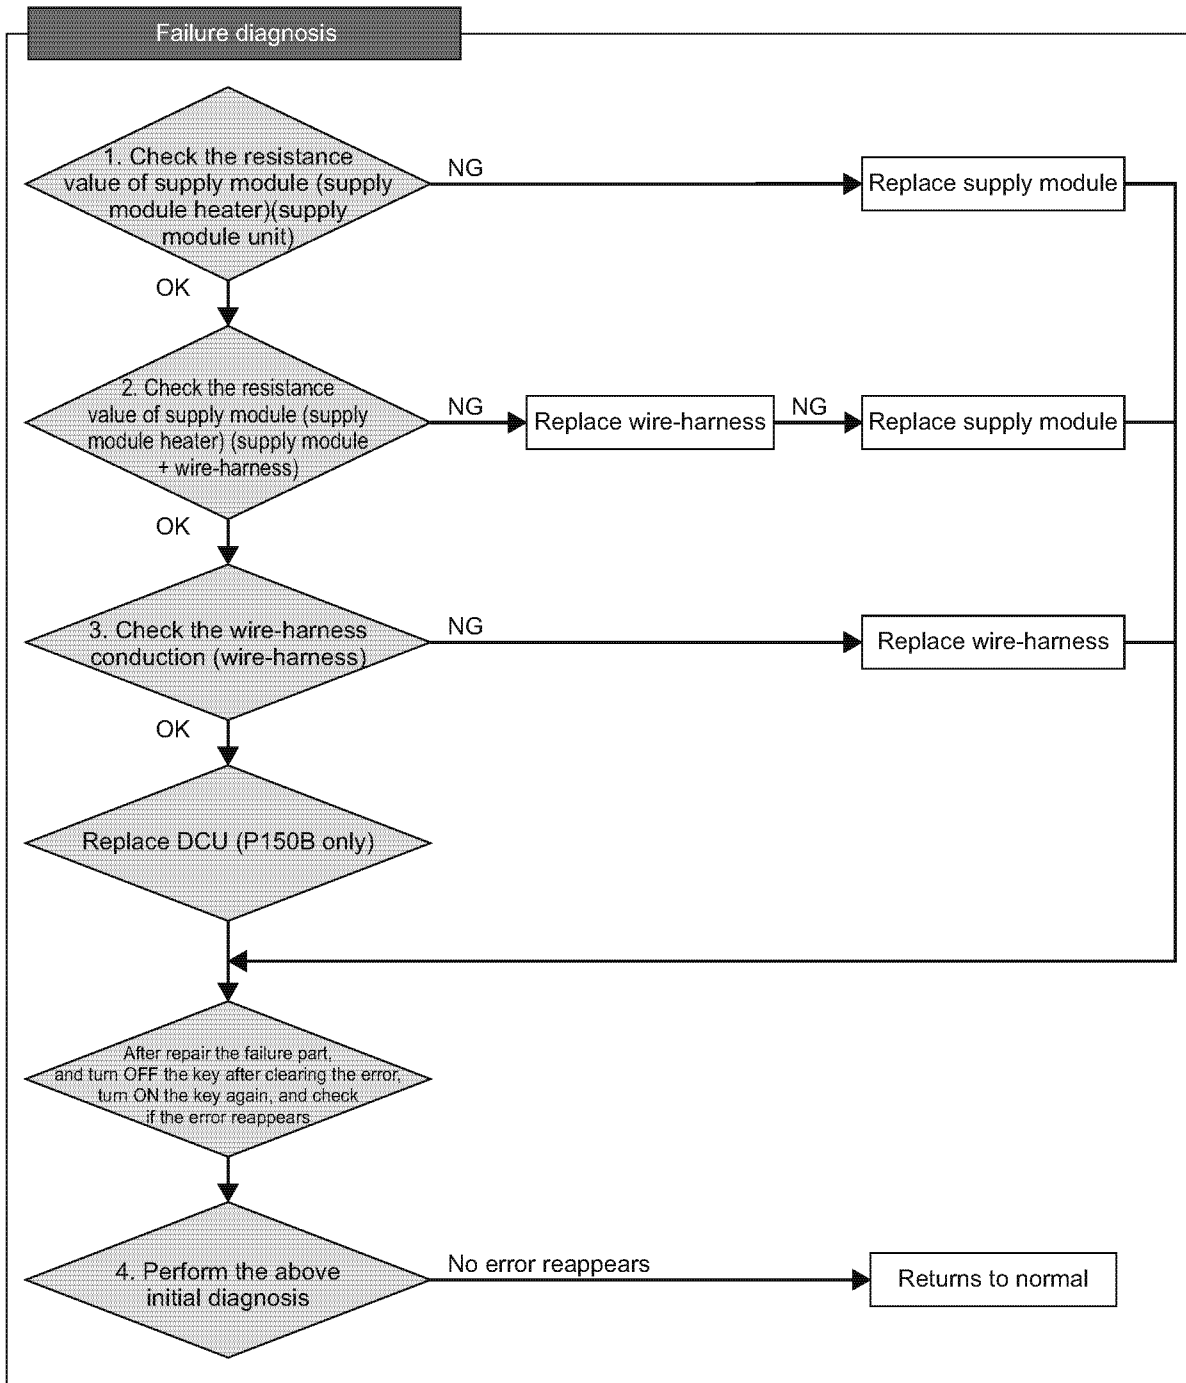 Failure diagnosis
1. Check the resistance
value of supply module (supply
module heater)(supply
module unit)
NG
Replace supply module
OK
2. Check the resistance
value of supply module (supply
module heater) (supply module
+ wire-harness)
NG
Replace wire-harness
NG
Replace supply module
OK
3. Check the wire-harness
conduction (wire-harness)
NG
Replace wire-harness
OK
Replace DCU (P150B only)
After repair the failure part,
and turn OFF the key after clearing the error,
turn ON the key again, and check
if the error reappears
4. Perform the above
initial diagnosis
No error reappears
Returns to normal